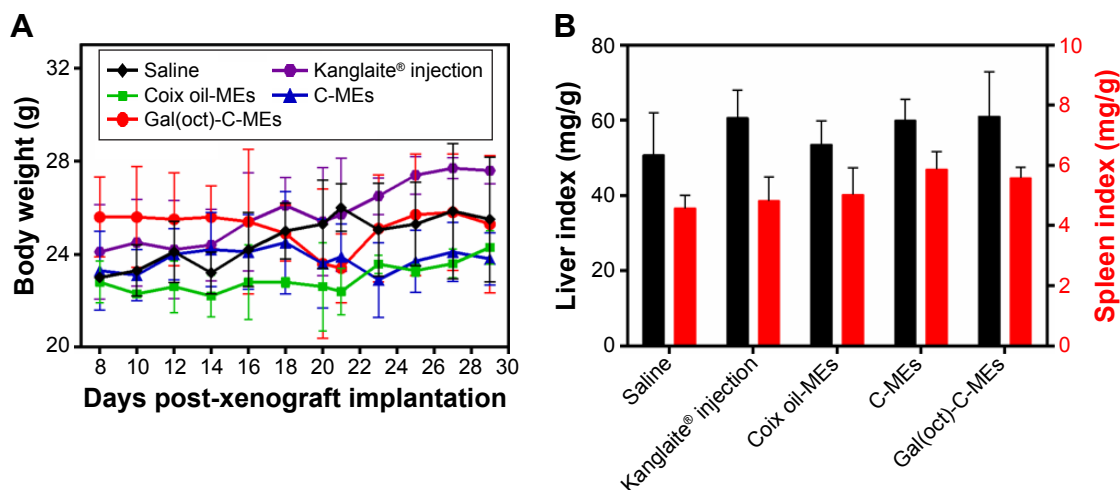 A
Body weight (g)
32
28
24
20
Saline
Kanglaite® injection
Coix oil-MEs
C-MEs
Gal(oct)-C-MEs
8 10 12 14 16 18 20 22 24 26 28 30
Days post-xenograft implantation
B
Liver index (mg/g)
80
60
40
20
0
10
8
6
4
2
0
Spleen index (mg/g)
Saline
Kanglaite® injection
Coix oil-MEs
C-MEs
Gal(oct)-C-MEs